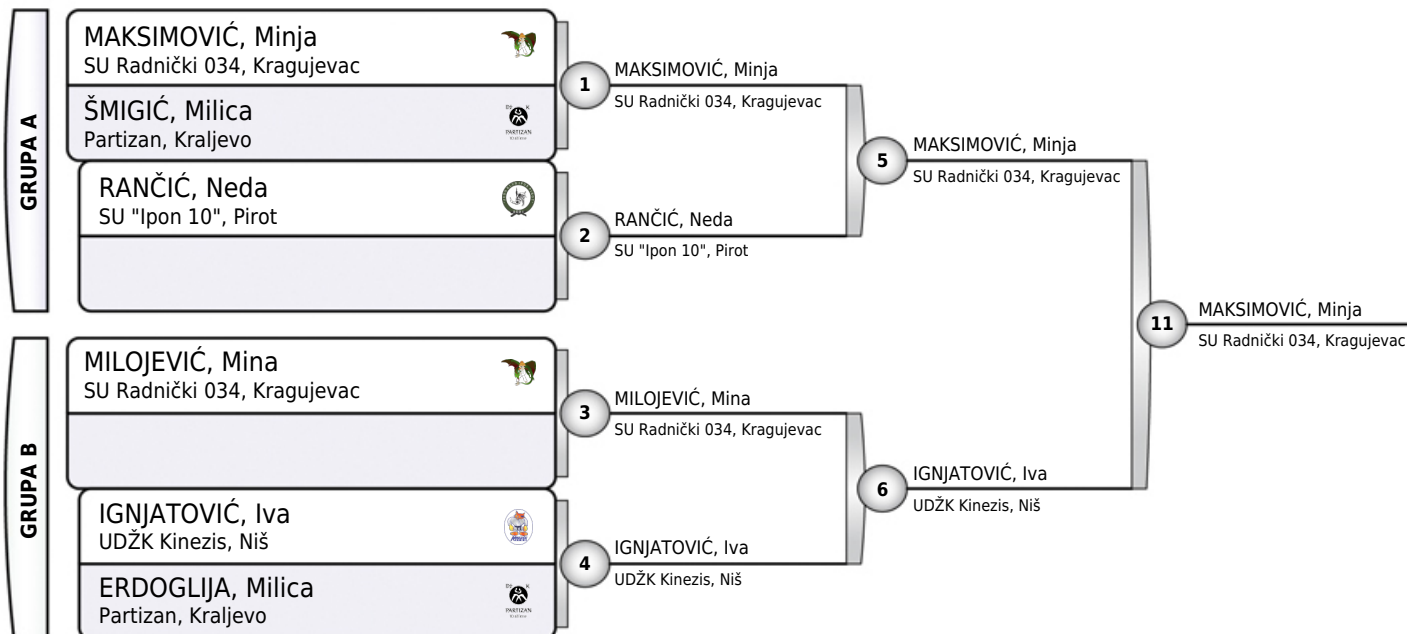 GRUPA A
MAKSIMOVIĆ, Minja
SU Radnički 034, Kragujevac
ŠMIGIĆ, Milica
Partizan, Kraljevo
PARTIZAN
RANČIĆ, Neda
SU "Ipon 10", Pirot
1
MAKSIMOVIĆ, Minja
SU Radnički 034, Kragujevac
2
RANČIĆ, Neda
SU "Ipon 10", Pirot
5
MAKSIMOVIĆ, Minja
SU Radnički 034, Kragujevac
GRUPA B
MILOJEVIĆ, Mina
SU Radnički 034, Kragujevac
IGNJATOVIĆ, Iva
UDŽK Kinezis, Niš
ERDOGLIJA, Milica
Partizan, Kraljevo
PARTIZAN
3
MILOJEVIĆ, Mina
SU Radnički 034, Kragujevac
4
IGNJATOVIĆ, Iva
UDŽK Kinezis, Niš
6
IGNJATOVIĆ, Iva
UDŽK Kinezis, Niš
11
MAKSIMOVIĆ, Minja
SU Radnički 034, Kragujevac